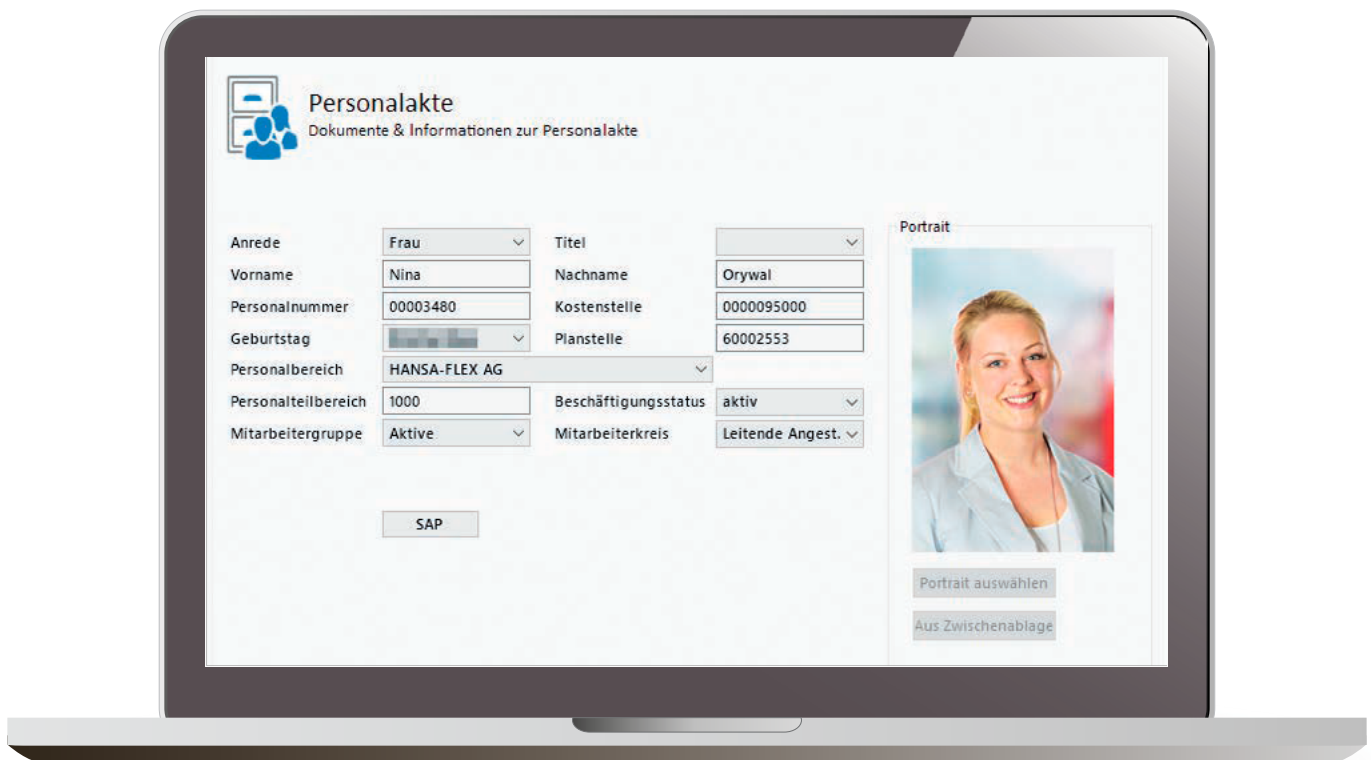 Personalakte
Dokumente & Informationen zur Personalakte
Anrede Frau Titel
Vorname Nina Nachname Orywal
Personalnummer 00003480 Kostenstelle 0000095000
Geburtstag Planstelle 60002553
Personalbereich HANSA-FLEX AG
Personalteilbereich 1000 Beschäftigungsstatus aktiv
Mitarbeitergruppe Aktive Mitarbeiterkreis Leitende Angest.
SAP
Portrait
Portrait auswählen
Aus Zwischenablage